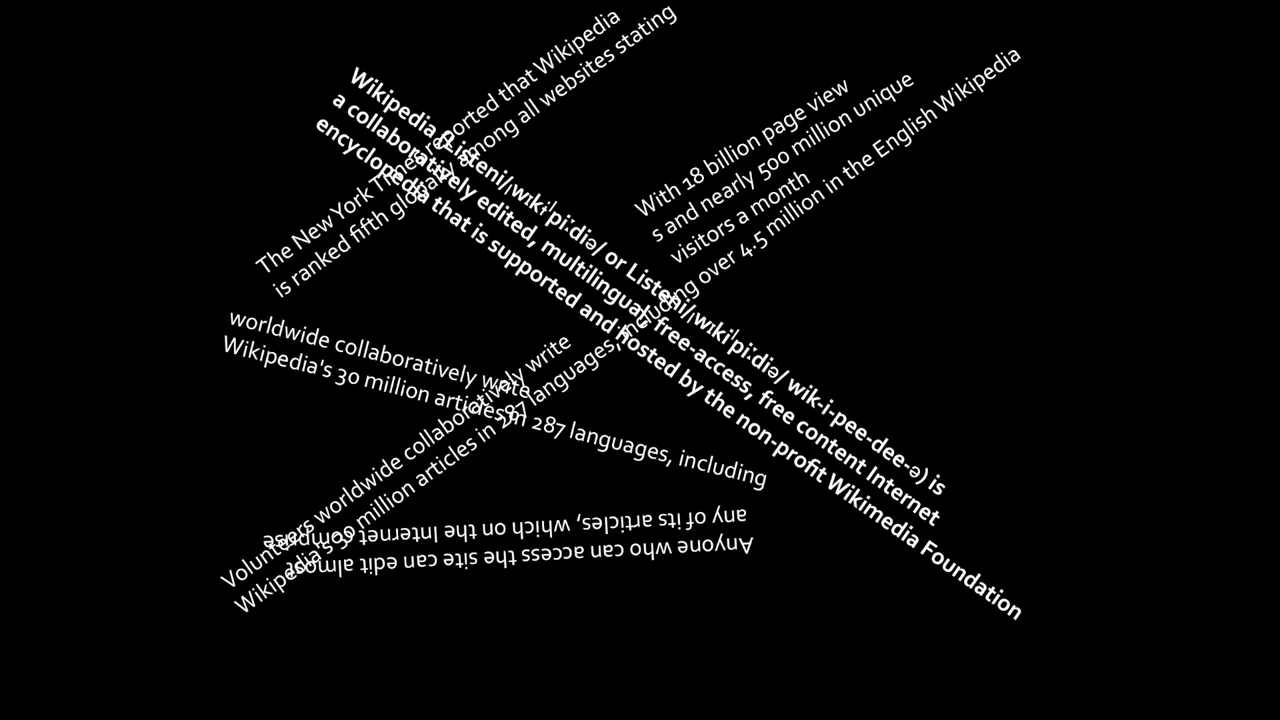 The New York Times reported that Wikipedia
is ranked fifth globally among all websites stating
Wikipedia (Listeni/ˌwɪkɨˈpiːdiə/ or Listeni/ˌwɪkiˈpiːdiə/ wik-i-pee-dee-ə) is
a collaboratively edited, multilingual, free-access, free content Internet
encyclopedia that is supported and hosted by the non-profit Wikimedia Foundation
With 18 billion page view
s and nearly 500 million unique
visitors a month
worldwide collaboratively write
Wikipedia's 30 million articles in 287 languages, including
Volunteers worldwide collaboratively write
Wikipedia's 30 million articles in 287 languages, including over 4.5 million in the English Wikipedia
Anyone who can access the site can edit almost
any of its articles, which on the Internet comprise